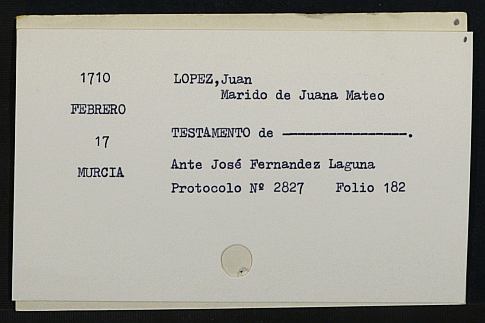 1710
FEBRERO
17
MURCIA
LOPEZ,Juan
Marido de Juana Mateo
TESTAMENTO de ————————.
Ante José Fernandez Laguna
Protocolo Nº 2827 Folio 182